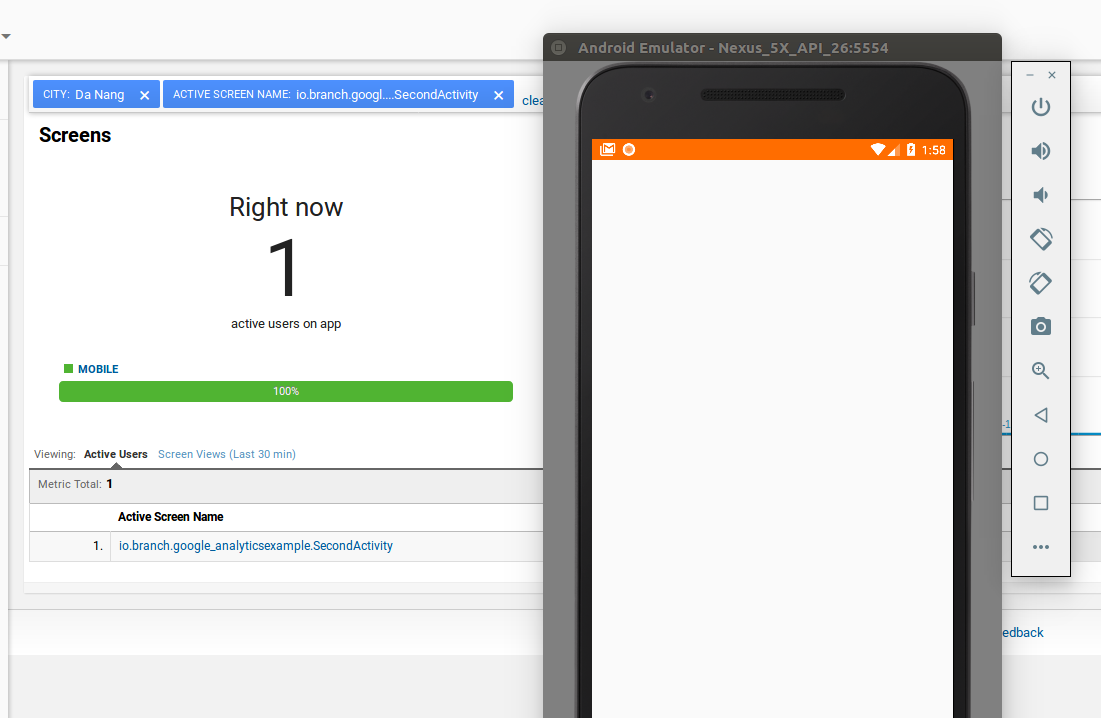 Android Emulator - Nexus_5X_API_26:5554
CITY: Da Nang
ACTIVE SCREEN NAME: io.branch.googl....SecondActivity
clea
Screens
1:58
Right now
1
active users on app
MOBILE
100%
-1
Viewing: Active Users Screen Views (Last 30 min)
Metric Total: 1
Active Screen Name
1. io.branch.google_analyticsexample.SecondActivity
edback